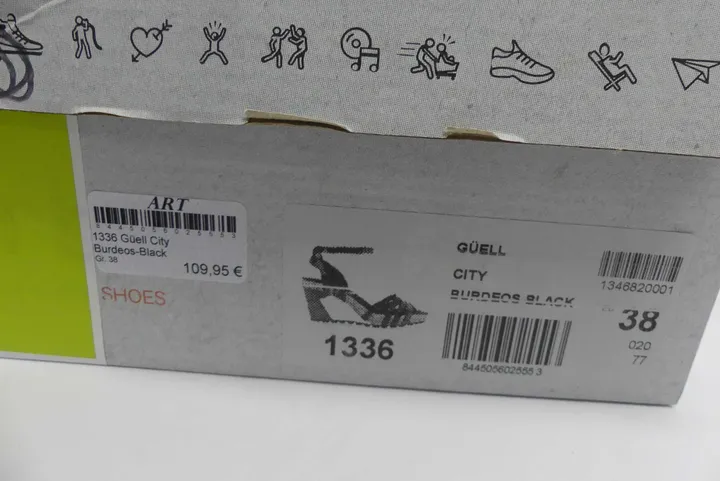 ART
8445056025553
1336 Güell City
Burdeos-Black
Gr. 38
109,95 €
SHOES
1336
GÜELL
CITY
BURDEOS BLACK
8445056025553
1346820001
38
020
77